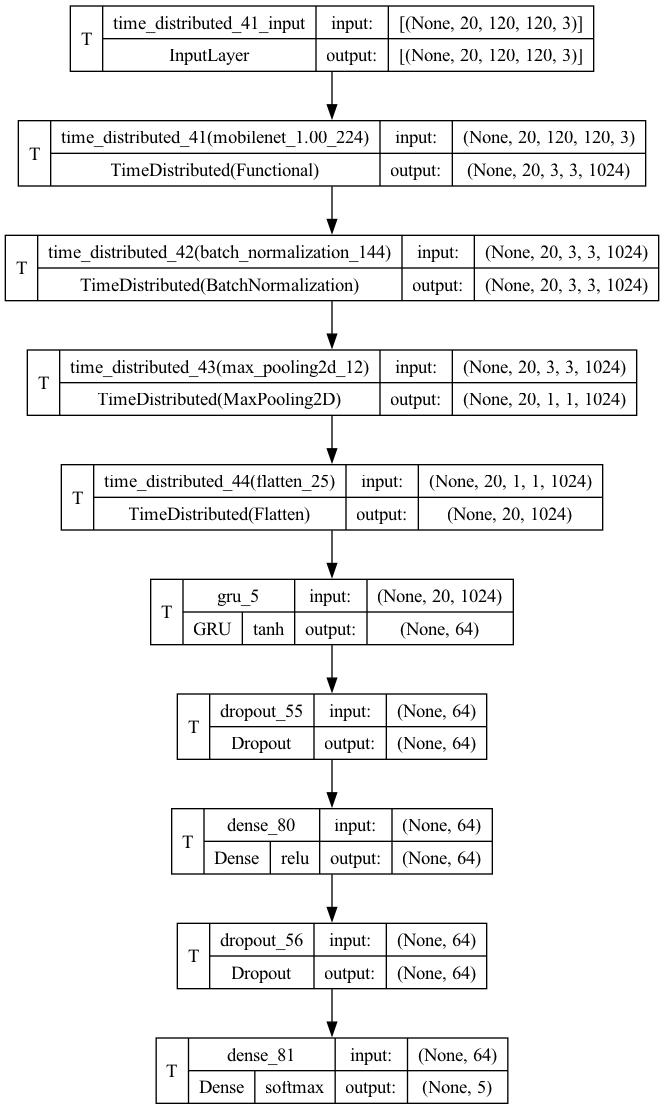 T time_distributed_41_input input: [(None, 20, 120, 120, 3)]
InputLayer output: [(None, 20, 120, 120, 3)]
T time_distributed_41(mobilenet_1.00_224) input: (None, 20, 120, 120, 3)
TimeDistributed(Functional) output: (None, 20, 3, 3, 1024)
T time_distributed_42(batch_normalization_144) input: (None, 20, 3, 3, 1024)
TimeDistributed(BatchNormalization) output: (None, 20, 3, 3, 1024)
T time_distributed_43(max_pooling2d_12) input: (None, 20, 3, 3, 1024)
TimeDistributed(MaxPooling2D) output: (None, 20, 1, 1, 1024)
T time_distributed_44(flatten_25) input: (None, 20, 1, 1, 1024)
TimeDistributed(Flatten) output: (None, 20, 1024)
T gru_5 input: (None, 20, 1024)
GRU tanh output: (None, 64)
T dropout_55 input: (None, 64)
Dropout output: (None, 64)
T dense_80 input: (None, 64)
Dense relu output: (None, 64)
T dropout_56 input: (None, 64)
Dropout output: (None, 64)
T dense_81 input: (None, 64)
Dense softmax output: (None, 5)